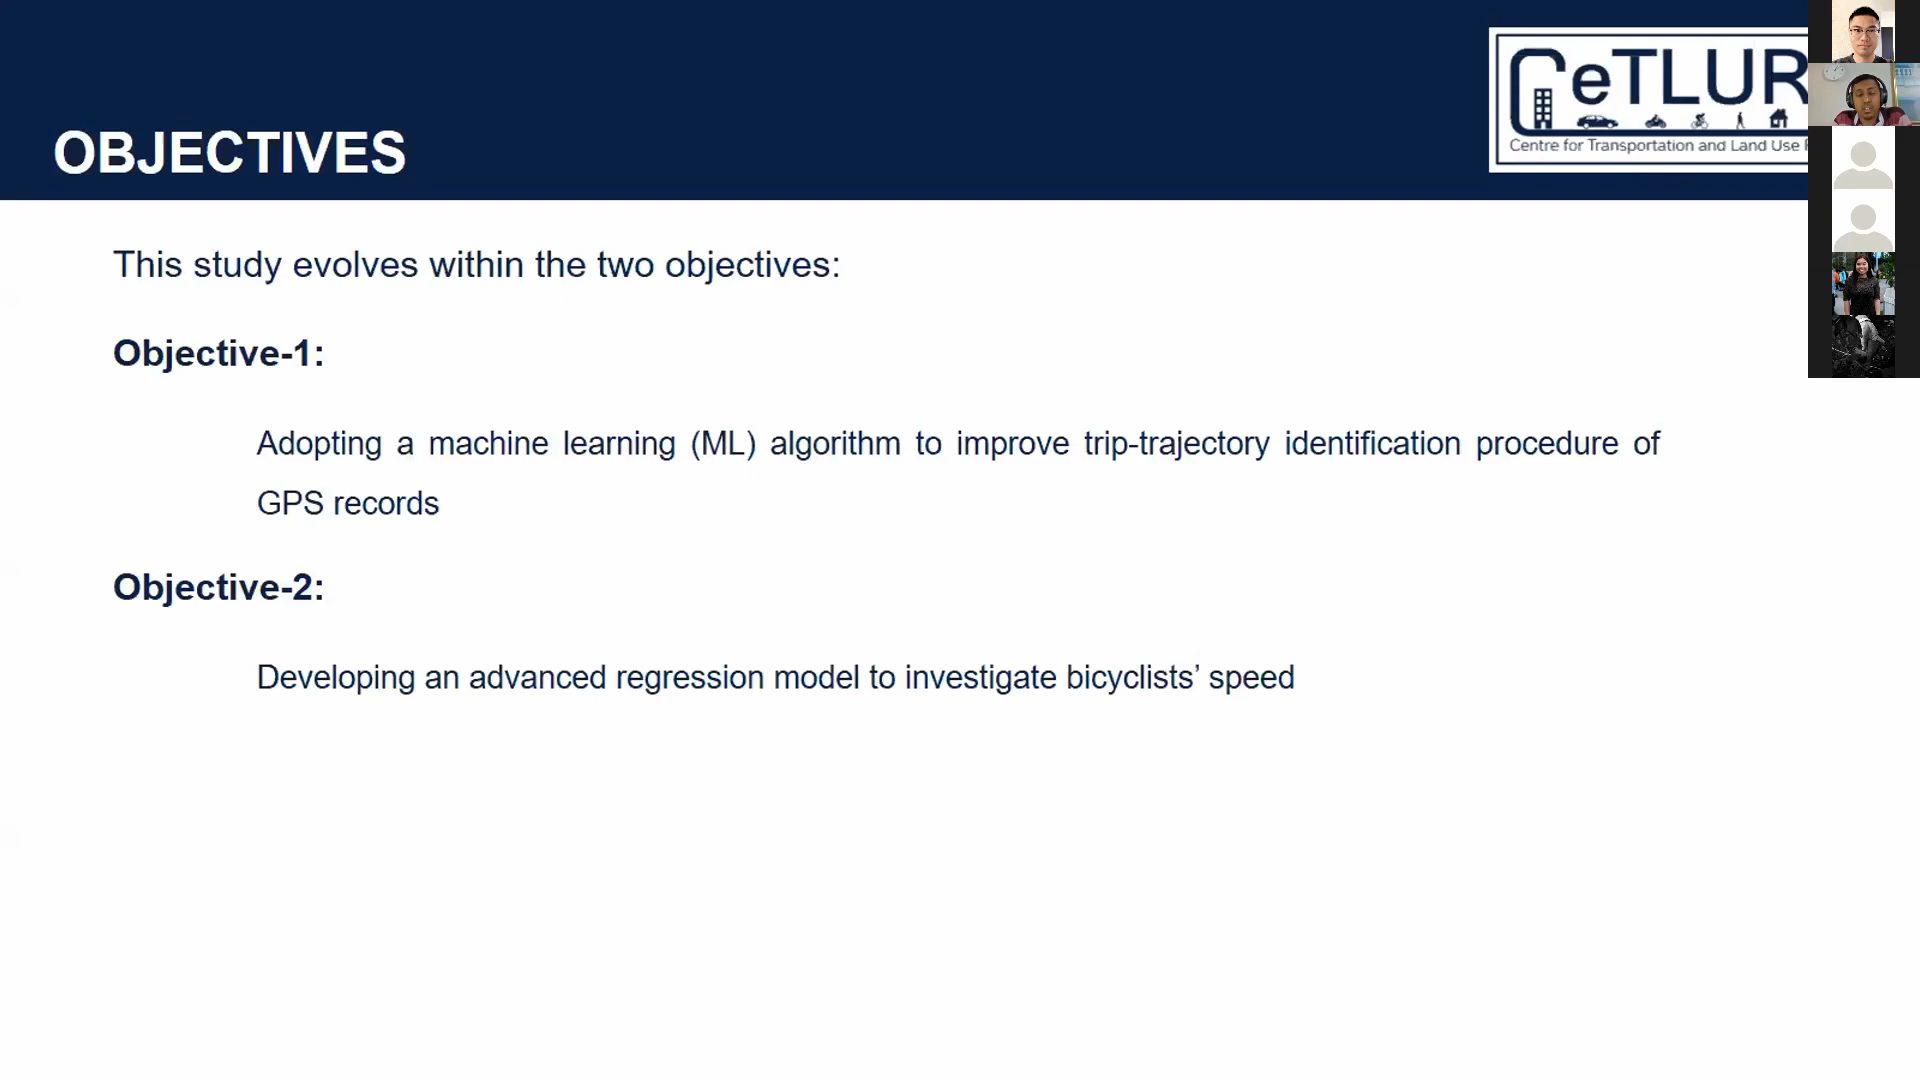 OBJECTIVES
CeTLUR
Centre for Transportation and Land Use
This study evolves within the two objectives:
Objective-1:
Adopting a machine learning (ML) algorithm to improve trip-trajectory identification procedure of
GPS records
Objective-2:
Developing an advanced regression model to investigate bicyclists’ speed